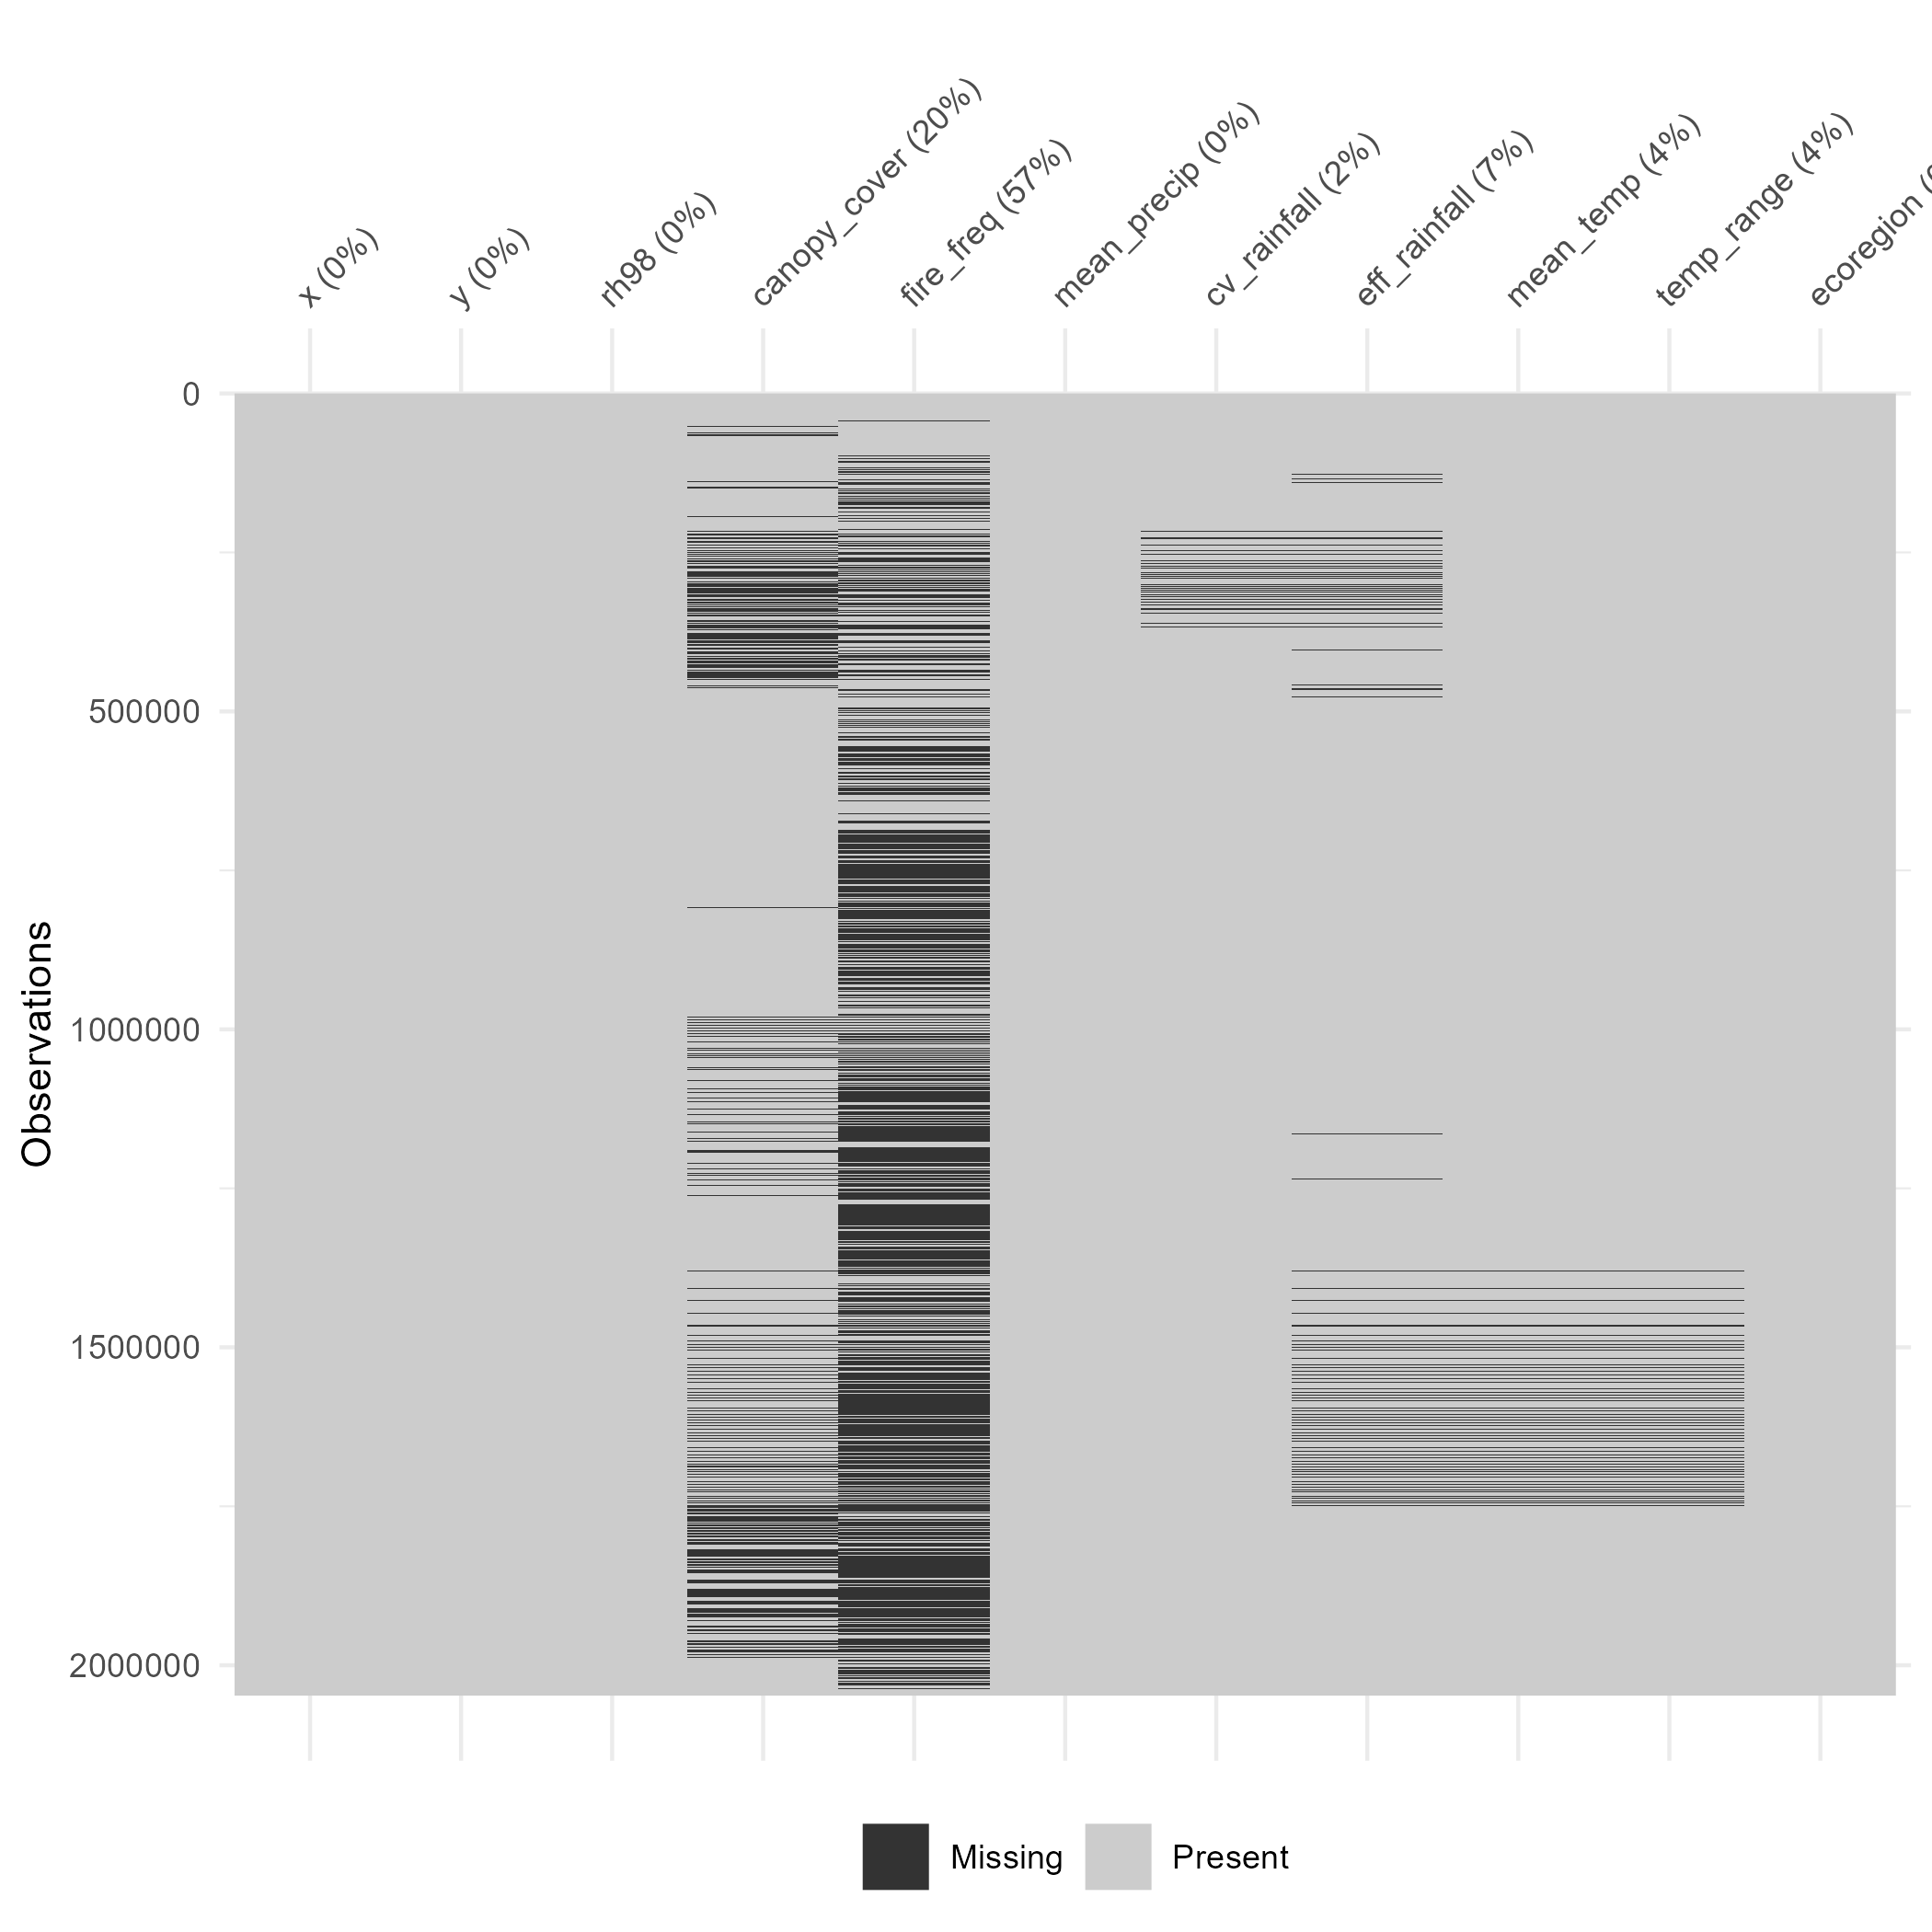 x (0%)
y (0%)
rh98 (0%)
canopy_cover (20%)
fire_freq (57%)
mean_precip (0%)
cv_rainfall (2%)
eff_rainfall (7%)
mean_temp (4%)
temp_range (4%)
ecoregion
0
500000
1000000
1500000
2000000
Observations
Missing
Present